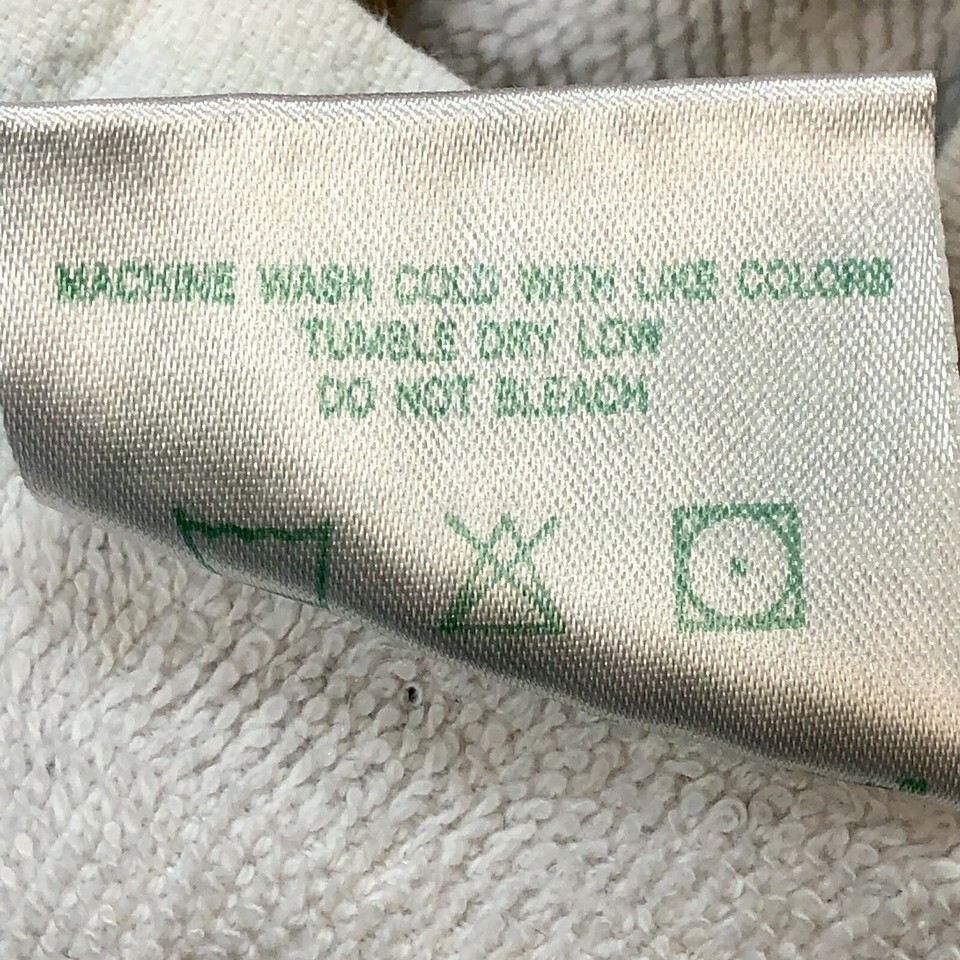 MACHINE WASH COLD WITH LIKE COLORS
TUMBLE DRY LOW
DO NOT BLEACH